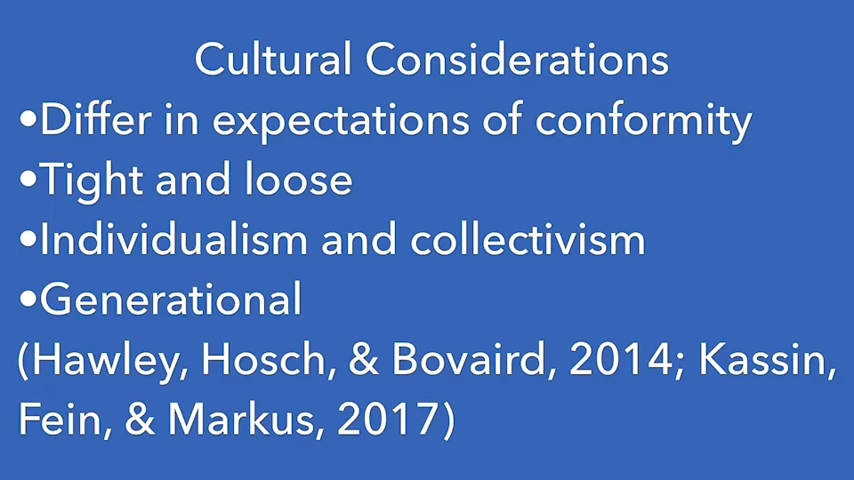 Cultural Considerations
•Differ in expectations of conformity
•Tight and loose
•Individualism and collectivism
•Generational
(Hawley, Hosch, & Bovaird, 2014; Kassin,
Fein, & Markus, 2017)